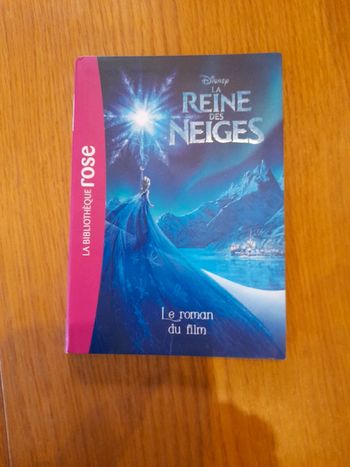 Disney
LA
REINE
DES
NEIGES
Le roman
du film
LA BIBLIOTHÈQUE rose